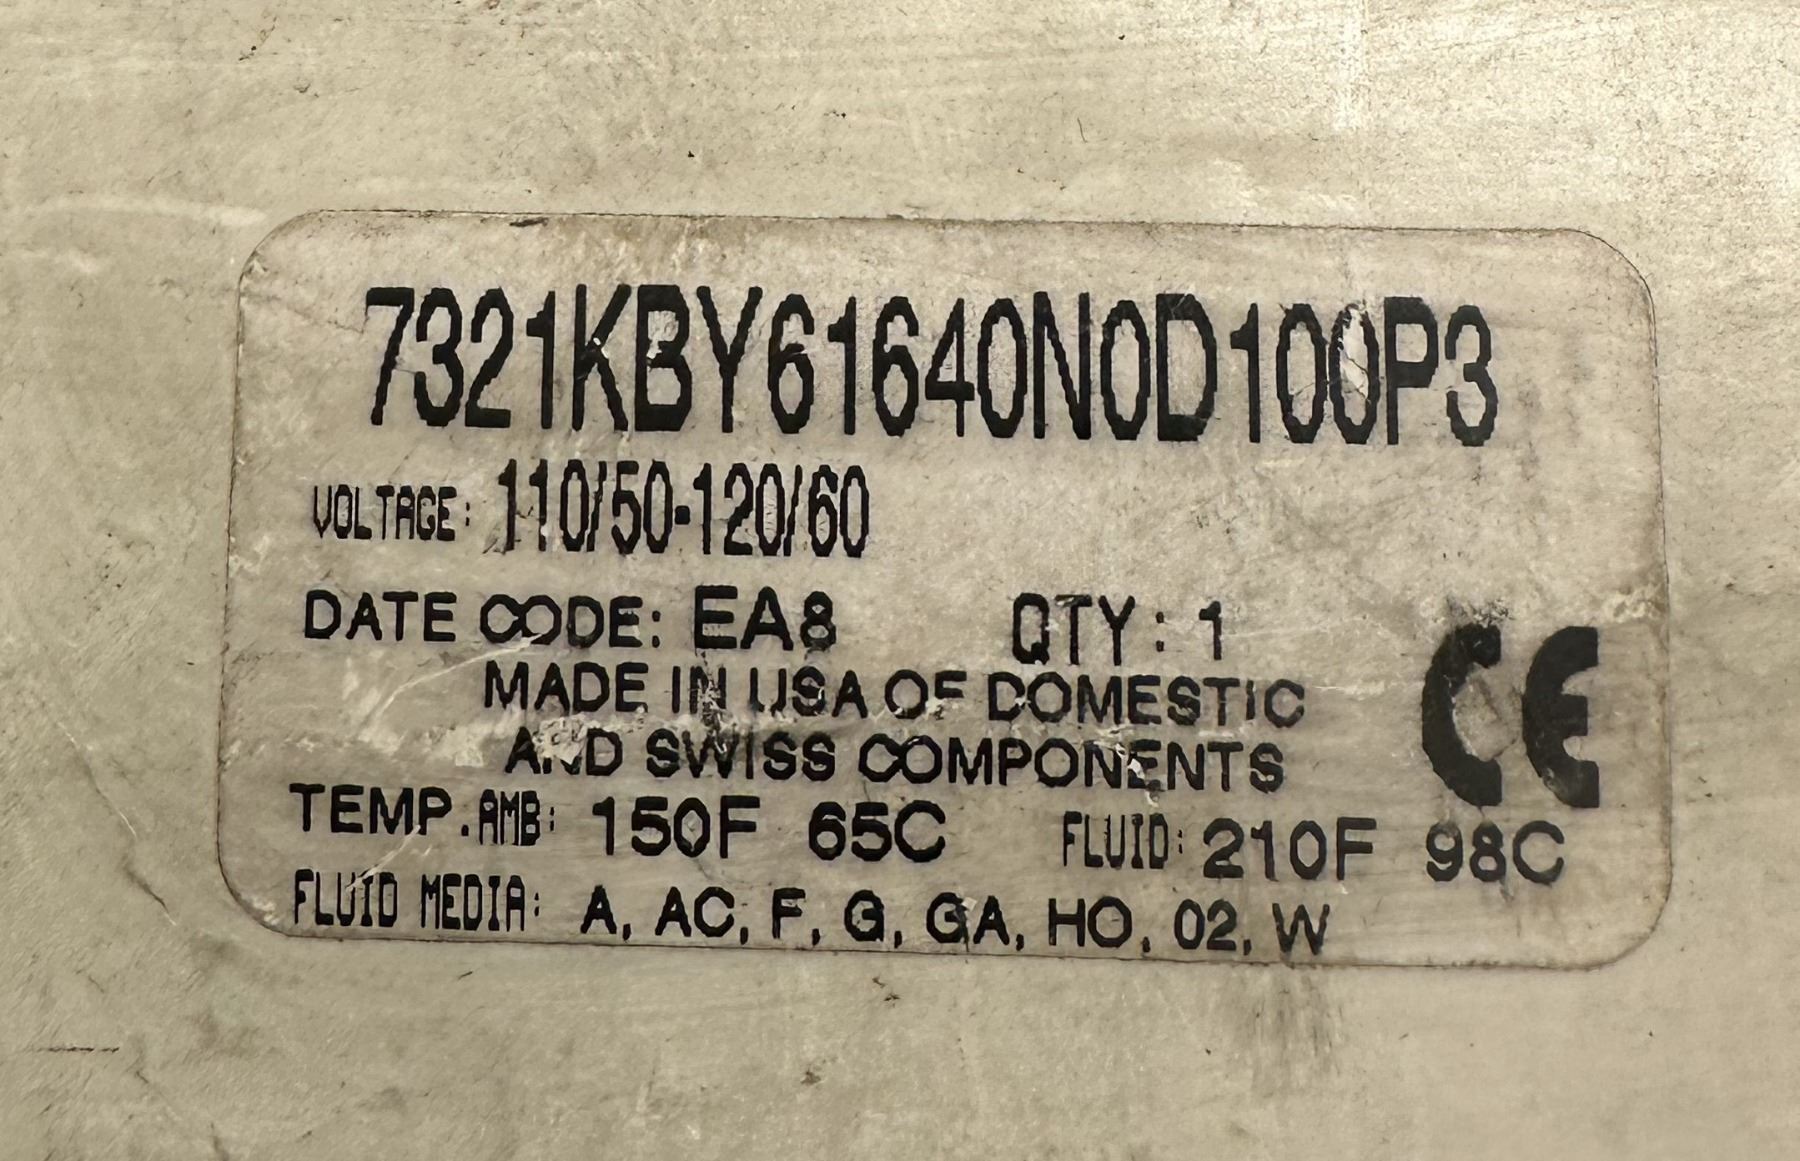 7321KBY61640N0D100P3
VOLTAGE: 110/50-120/60
DATE CODE: EA8 QTY: 1
MADE IN USA OF DOMESTIC
AND SWISS COMPONENTS
CE
TEMP. AMB: 150F 65C FLUID: 210F 98C
FLUID MEDIA: A, AC, F, G, GA, HO, 02, W